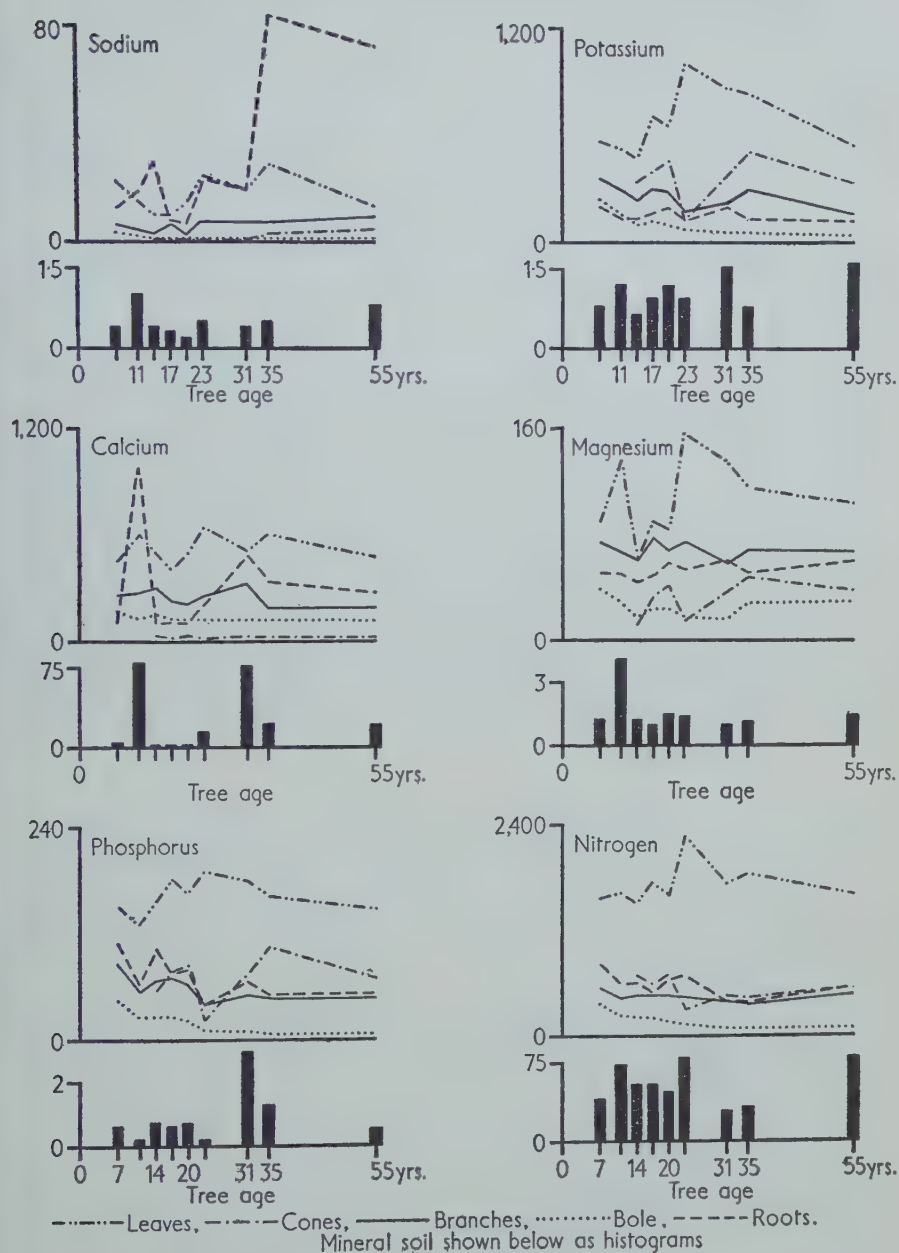 80
Sodium
0
1·5
0
0 11 17 23 31 35 55yrs.
Tree age
1,200
Potassium
0
1·5
0
0 11 17 23 31 35 55yrs.
Tree age
1,200
Calcium
0
75
0
0 55yrs.
Tree age
160
Magnesium
0
3
0
0 55yrs.
Tree age
240
Phosphorus
0
2
0
0 7 14 20 31 35 55yrs.
Tree age
2,400
Nitrogen
0
75
0
0 7 14 20 31 35 55yrs.
Tree age
Leaves, Cones, Branches, Bole, Roots.
Mineral soil shown below as histograms